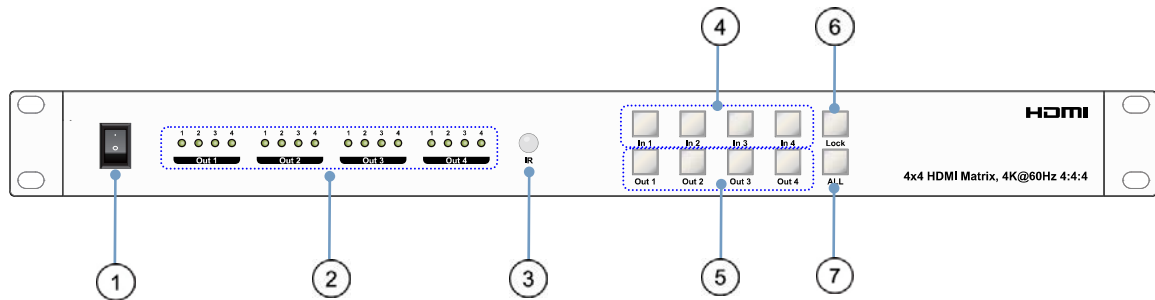 4 6
HDMI
1 2 3 4 1 2 3 4 1 2 3 4 1 2 3 4
Out 1 Out 2 Out 3 Out 4
IR
In 1 In 2 In 3 In 4 Lock
Out 1 Out 2 Out 3 Out 4 ALL
4x4 HDMI Matrix, 4K@60Hz 4:4:4
1 2 3 5 7